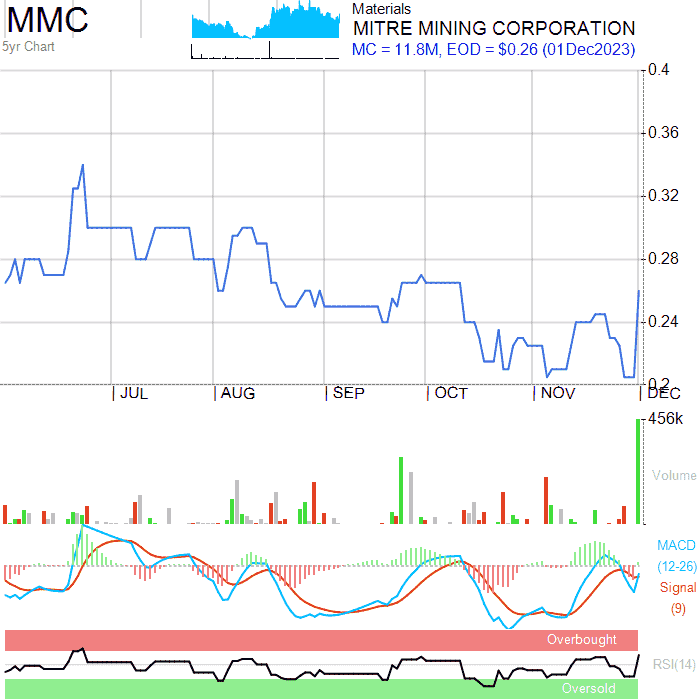 MMC
5yr Chart
Materials
MITRE MINING CORPORATION
MC = 11.8M, EOD = $0.26 (01Dec2023)
0.4
0.36
0.32
0.28
0.24
0.2
JUL AUG SEP OCT NOV DEC
456k
Volume
MACD
(12-26)
Signal
(9)
Overbought
RSI(14)
Oversold